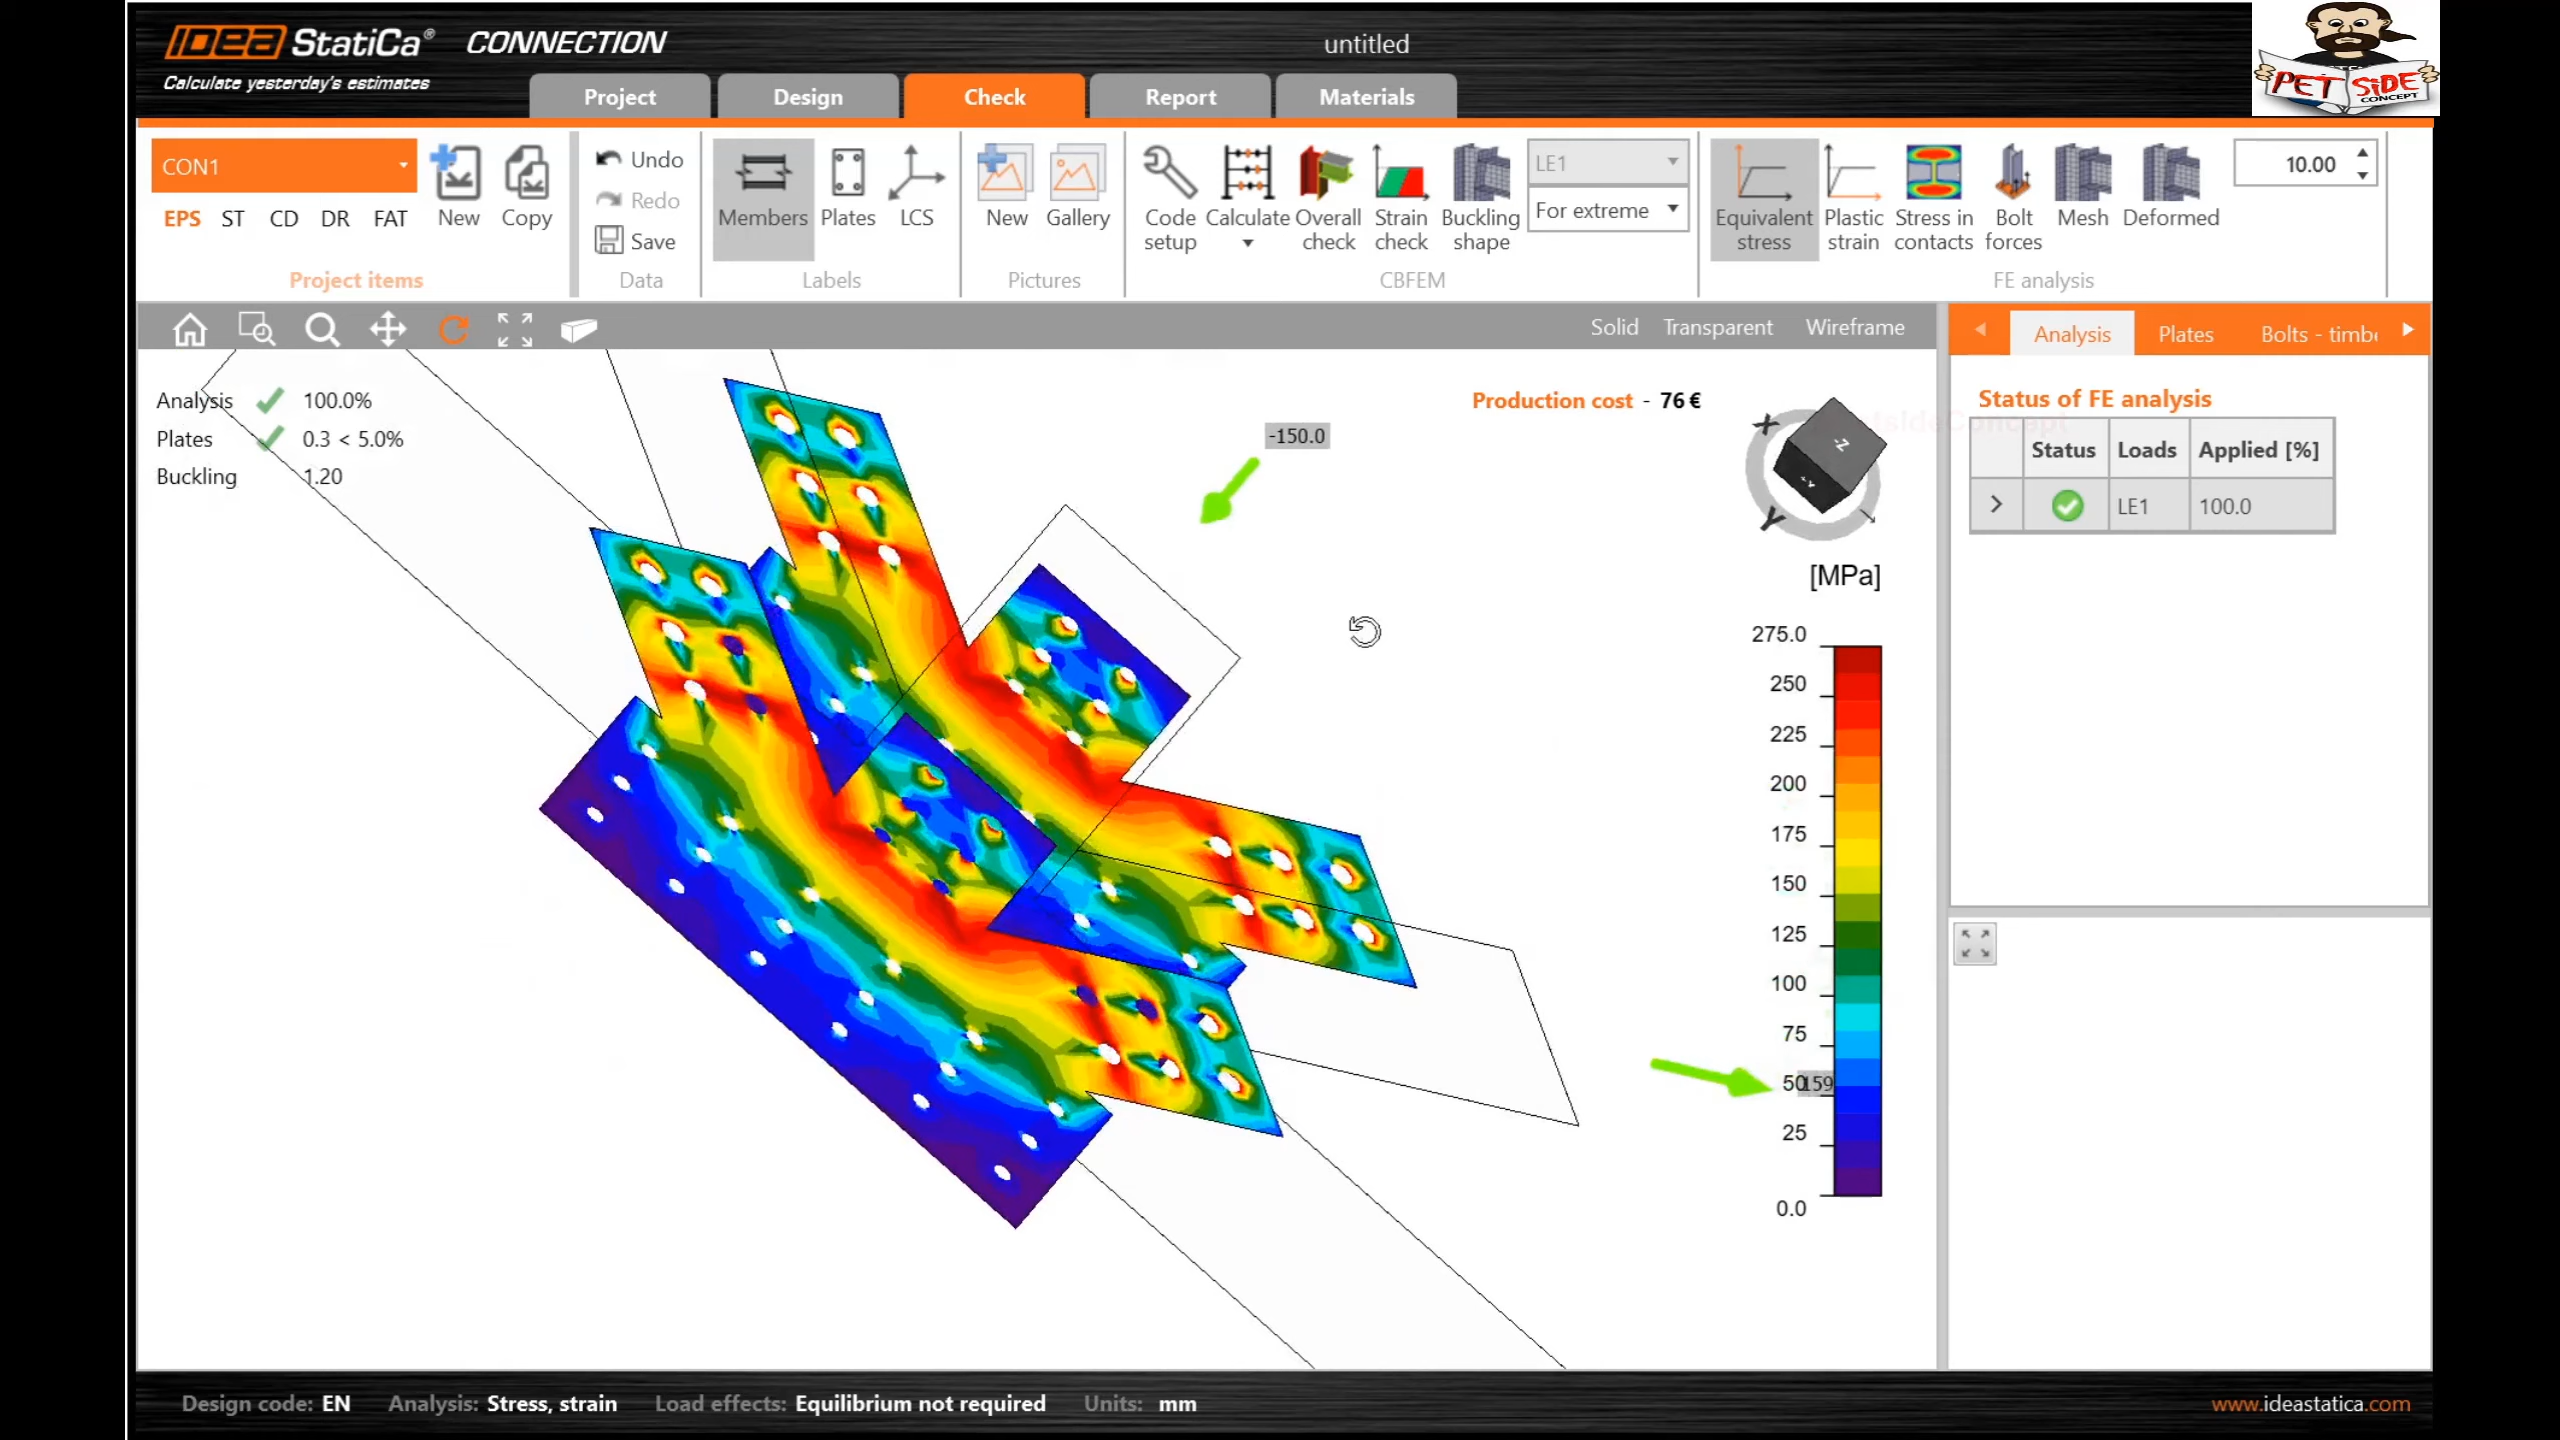 IDEA StatiCa® CONNECTION
Calculate yesterday's estimates
untitled
PET SIDE
CONCEPT
Project
Design
Check
Report
Materials
CON1
EPS ST CD DR FAT
New
Copy
Project items
Undo
Redo
Save
Data
Members
Plates
LCS
Labels
New
Gallery
Pictures
Code setup
Calculate
Overall check
Strain check
Buckling shape
LE1
For extreme
CBFEM
Equivalent stress
Plastic strain
Stress in contacts
Bolt forces
Mesh
Deformed
10.00
FE analysis
Solid Transparent Wireframe
Analysis 100.0%
Plates 0.3 < 5.0%
Buckling 1.20
Production cost - 76 €
-150.0
X
Y
-Z
[MPa]
275.0
250
225
200
175
150
125
100
75
50
159
25
0.0
Analysis
Plates
Status of FE analysis
Status Loads Applied [%]
LE1 100.0
Design code: EN Analysis: Stress, strain Load effects: Equilibrium not required Units: mm
www.ideastatica.com